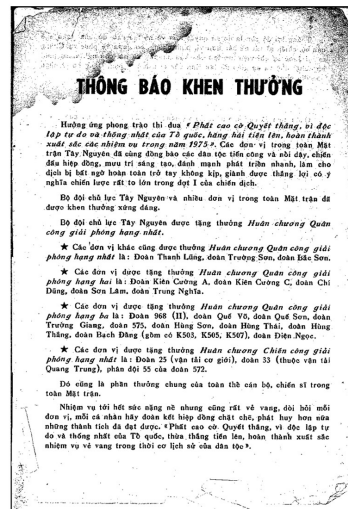 THÔNG BÁO KHEN THƯỞNG
Hưởng ứng phong trào thi đua « Phất cao cờ Quyết thắng, vì độc
lập tự do và thống nhất của Tổ quốc, hăng hái tiến lên, hoàn thành
xuất sắc các nhiệm vụ trong năm 1975 ». Các đơn vị trong toàn Mặt
trận Tây Nguyên đã cùng đồng bào các dân tộc tiến công và nổi dậy, chiến
đấu hiệp đồng, mưu trí sáng tạo, đánh mạnh phát triển nhanh, làm cho
địch bị bất ngờ hoàn toàn trở tay không kịp, giành được thắng lợi có ý
nghĩa chiến lược rất to lớn trong đợt I của chiến dịch.
Bộ đội chủ lực Tây Nguyên và nhiều đơn vị trong toàn Mặt trận đã
được khen thưởng xứng đáng.
Bộ đội chủ lực Tây Nguyên được tặng thưởng Huân chương Quân
công giải phóng hạng nhất.
★ Các đơn vị khác cũng được thưởng Huân chương Quân công giải
phóng hạng nhất là : Đoàn Thanh Lũng, đoàn Trường Sơn, đoàn Bắc Sơn.
★ Các đơn vị được tặng thưởng Huân chương Quân công giải
phóng hạng hai là : Đoàn Kiên Cường A, đoàn Kiên Cường C, đoàn Chí
Dũng, đoàn Sơn Lâm, đoàn Trung Nghĩa.
★ Các đơn vị được tặng thưởng Huân chương Quân công giải
phóng hạng ba là : Đoàn 968 (II), đoàn Quế Võ, đoàn Quế Sơn, đoàn
Trường Giang, đoàn 575, đoàn Hùng Sơn, đoàn Hùng Thái, đoàn Hùng
Thắng, đoàn Bạch Đằng (gồm có K503, K505, K507), đoàn Điện Ngọc.
★ Các đơn vị được tặng thưởng Huân chương Chiến công giải
phóng hạng nhất là : Đoàn 25 (vận tải cơ giới), đoàn 33 (thuộc vận tải
Quang Trung), phân đội 55 của đoàn 572.
Đó cũng là phần thưởng chung của toàn thể cán bộ, chiến sĩ trong
toàn Mặt trận.
Nhiệm vụ tới hết sức nặng nề nhưng cũng rất vẻ vang, đòi hỏi mỗi
đơn vị, mỗi cá nhân hãy đoàn kết hiệp đồng chặt chẽ, phát huy hơn nữa
những thành tích đã đạt được. « Phất cao cờ Quyết thắng, vì độc lập tự
do và thống nhất của Tổ quốc, thừa thắng tiến lên, hoàn thành xuất sắc
nhiệm vụ vẻ vang trong thời cơ lịch sử của dân tộc ».